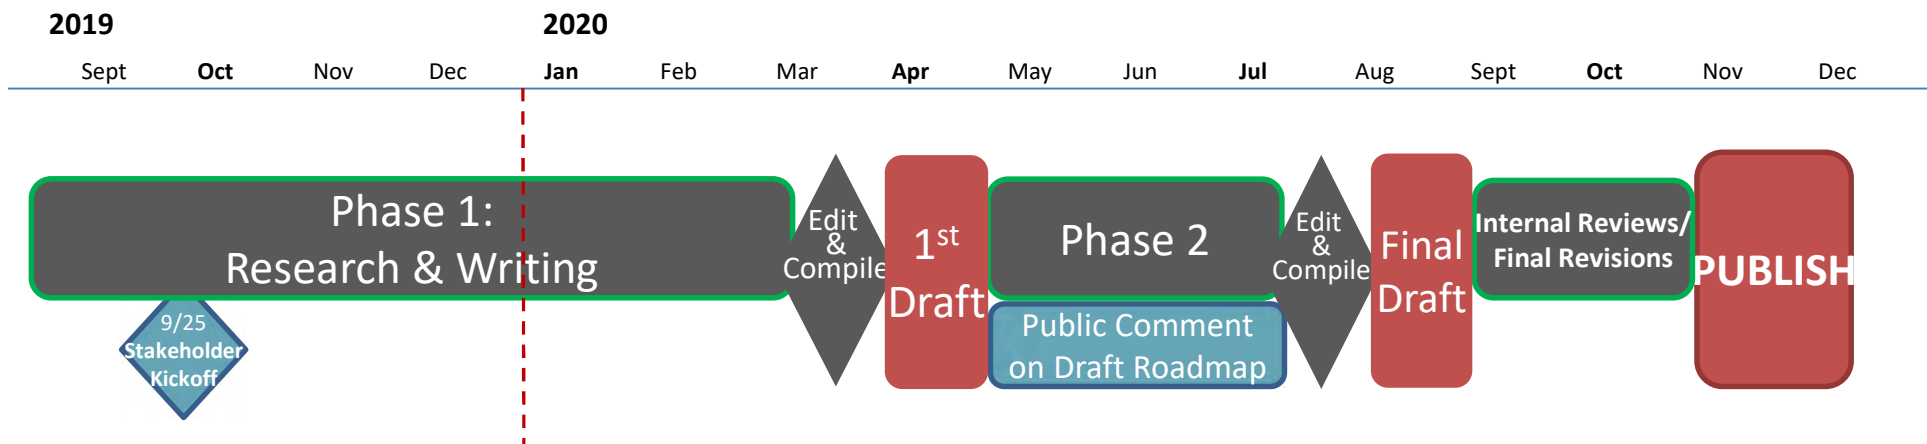 2019 2020
Sept Oct Nov Dec Jan Feb Mar Apr May Jun Jul Aug Sept Oct Nov Dec
Phase 1:
Research & Writing
9/25
Stakeholder
Kickoff
Edit
&
Compile
1st
Draft
Phase 2
Public Comment
on Draft Roadmap
Edit
&
Compile
Final
Draft
Internal Reviews/
Final Revisions
PUBLISH